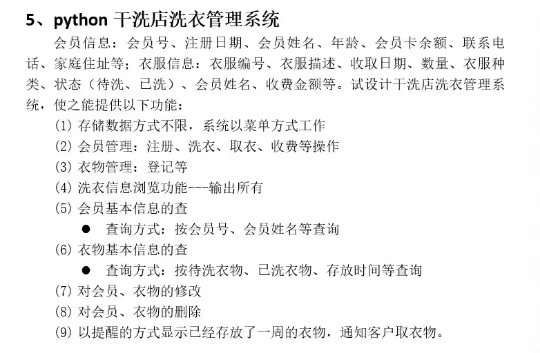 5、python 干洗店洗衣管理系统
会员信息：会员号、注册日期、会员姓名、年龄、会员卡余额、联系电
话、家庭住址等；衣服信息：衣服编号、衣服描述、收取日期、数量、衣服种
类、状态（待洗、已洗）、会员姓名、收费金额等。试设计干洗店洗衣管理系
统，使之能提供以下功能：
(1) 存储数据方式不限，系统以菜单方式工作
(2) 会员管理：注册、洗衣、取衣、收费等操作
(3) 衣物管理：登记等
(4) 洗衣信息浏览功能---输出所有
(5) 会员基本信息的查
● 查询方式：按会员号、会员姓名等查询
(6) 衣物基本信息的查
● 查询方式：按待洗衣物、已洗衣物、存放时间等查询
(7) 对会员、衣物的修改
(8) 对会员、衣物的删除
(9) 以提醒的方式显示已经存放了一周的衣物，通知客户取衣物。